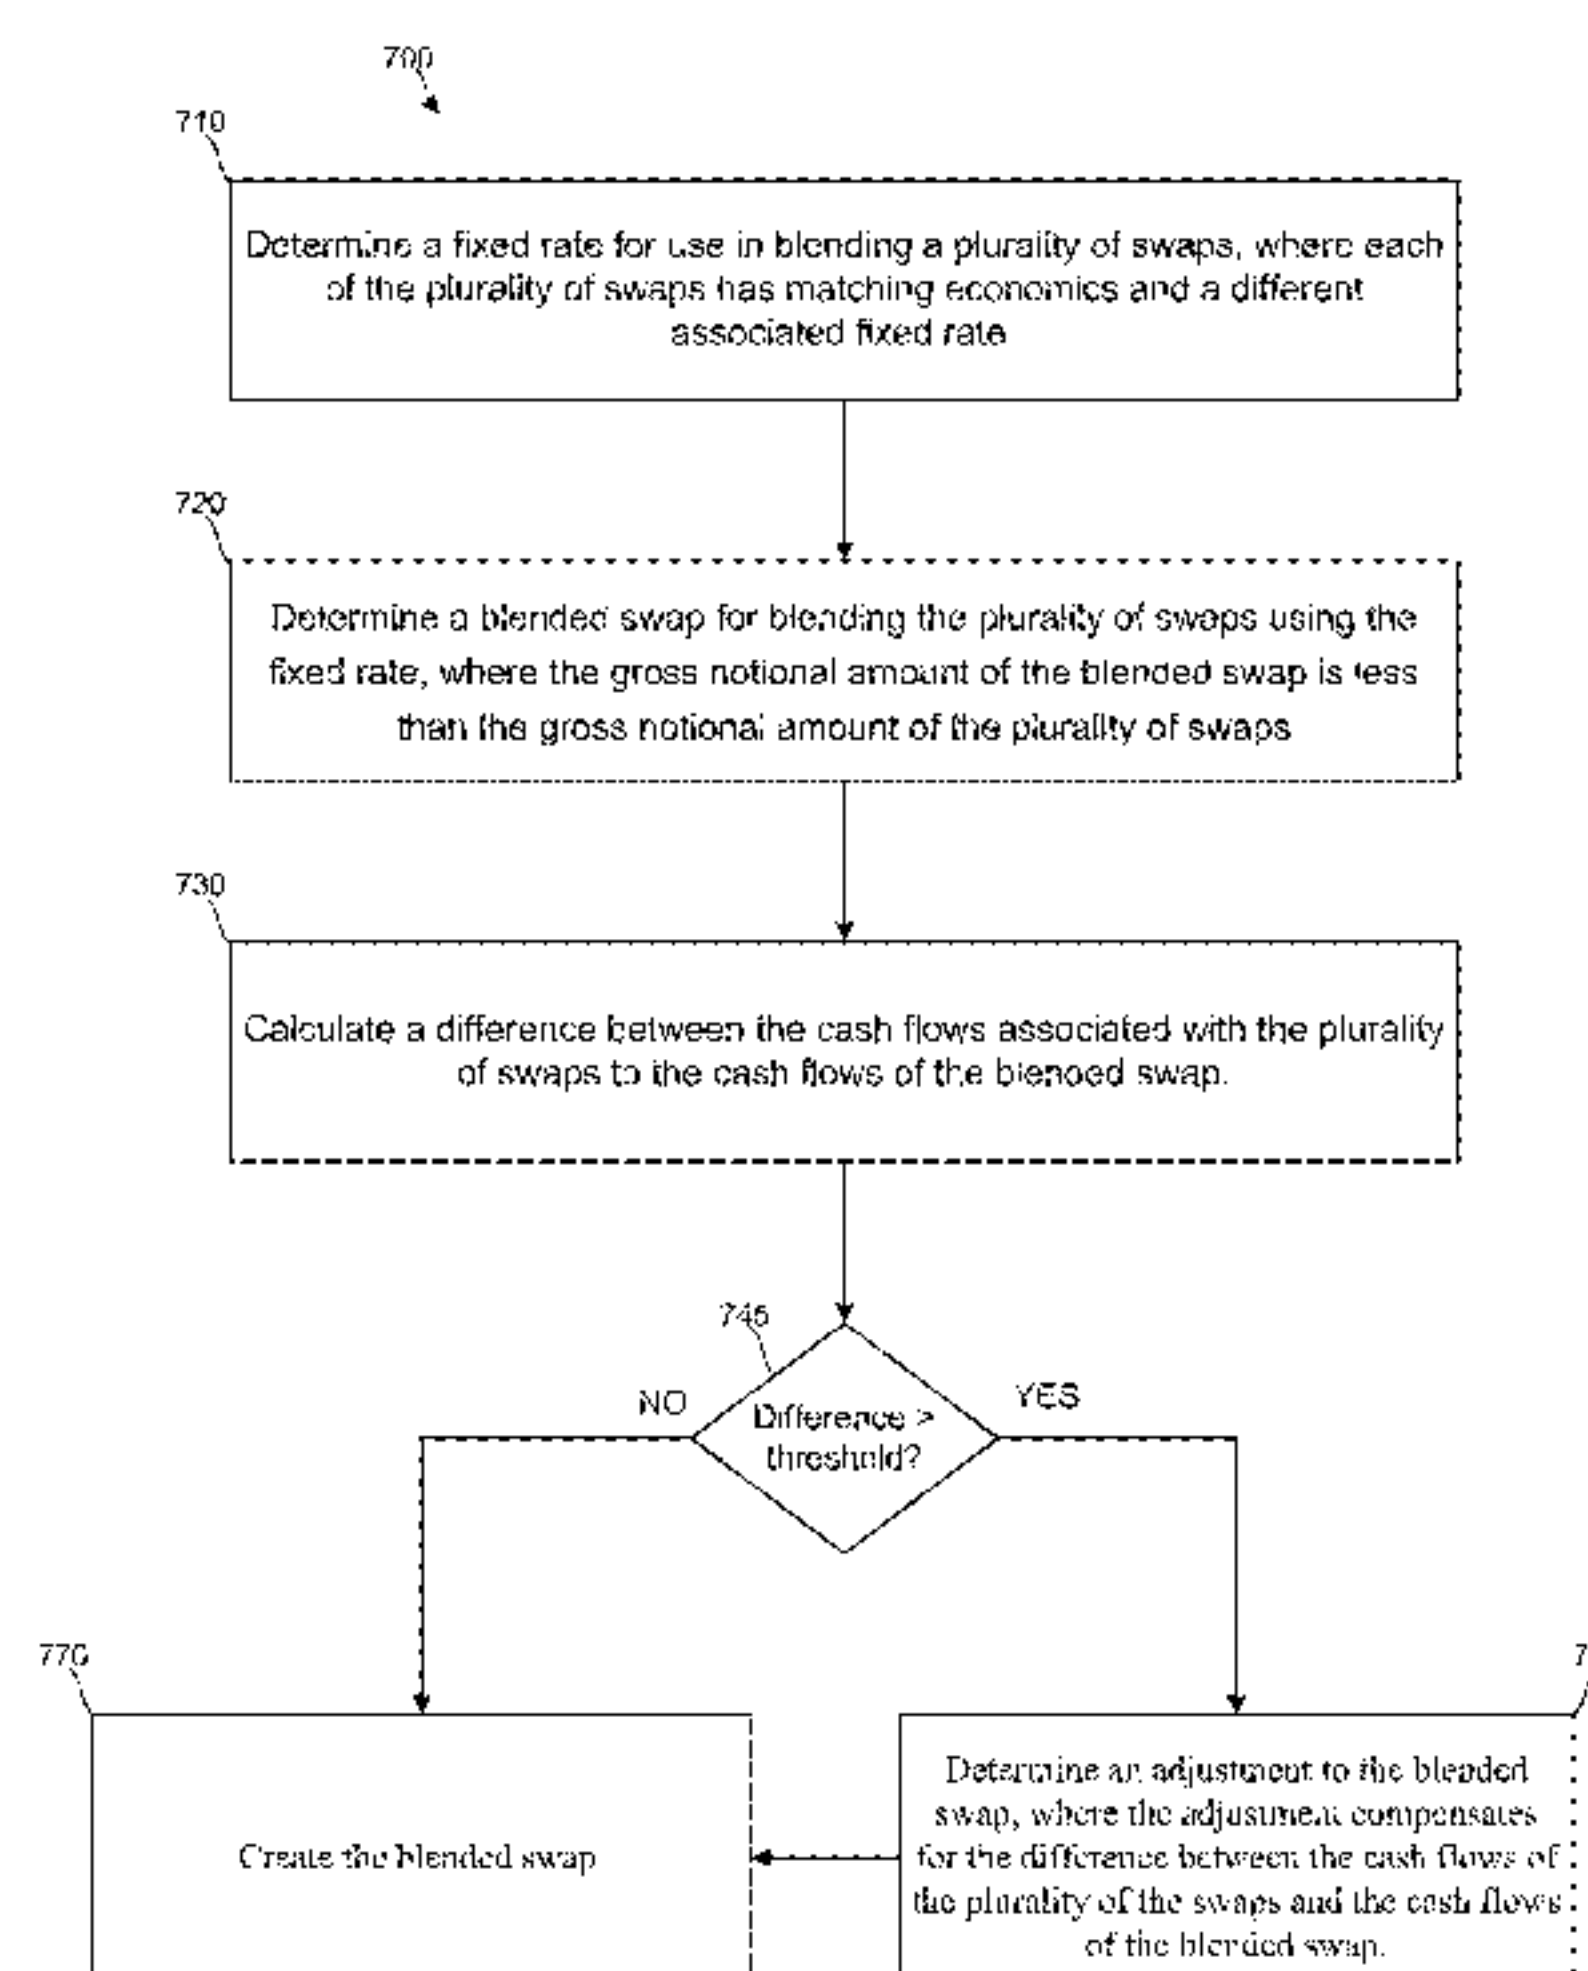 700
710
Determine a fixed rate for use in blending a plurality of swaps, where each
of the plurality of swaps has matching economics and a different
associated fixed rate
720
Determine a blended swap for blending the plurality of swaps using the
fixed rate, where the gross notional amount of the blended swap is less
than the gross notional amount of the plurality of swaps
730
Calculate a difference between the cash flows associated with the plurality
of swaps to the cash flows of the blended swap.
745
NO
YES
Difference >
threshold?
770
7
Create the blended swap
Determine an adjustment to the blended
swap, where the adjustment compensates
for the difference between the cash flows of
the plurality of the swaps and the cash flows
of the blended swap.